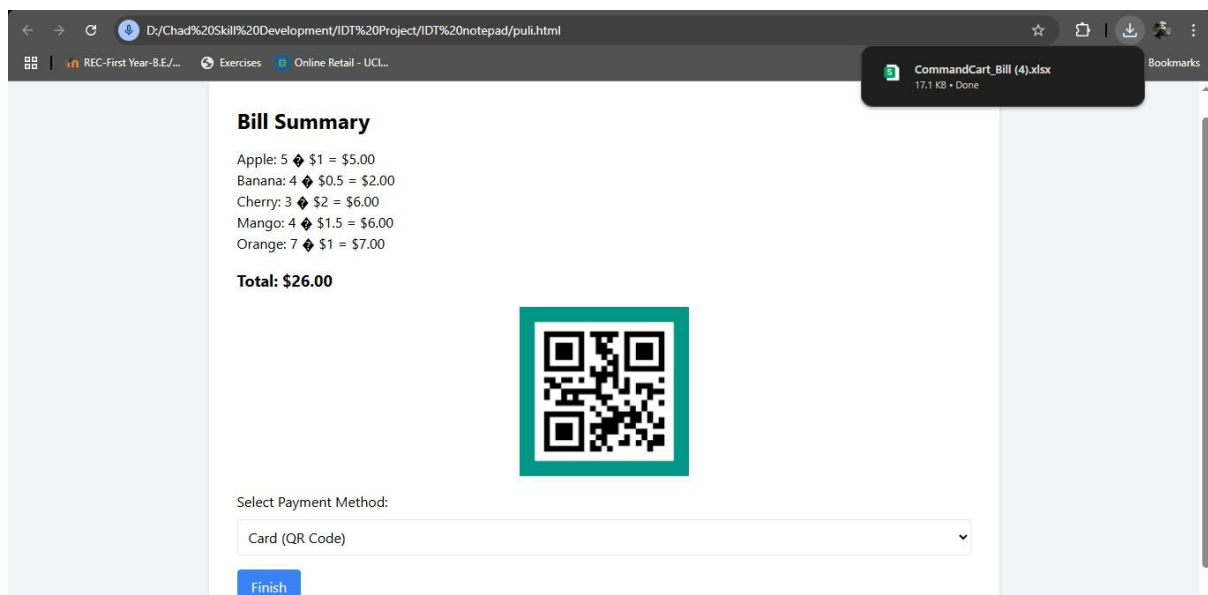 D:/Chad%20Skill%20Development/IDT%20Project/IDT%20notepad/puli.html
REC-First Year-B.E./...
Exercises
Online Retail - UCI...
CommandCart_Bill (4).xlsx
17.1 KB • Done
Bookmarks
Bill Summary
Apple: 5 � $1 = $5.00
Banana: 4 � $0.5 = $2.00
Cherry: 3 � $2 = $6.00
Mango: 4 � $1.5 = $6.00
Orange: 7 � $1 = $7.00
Total: $26.00
Select Payment Method:
Card (QR Code)
Finish